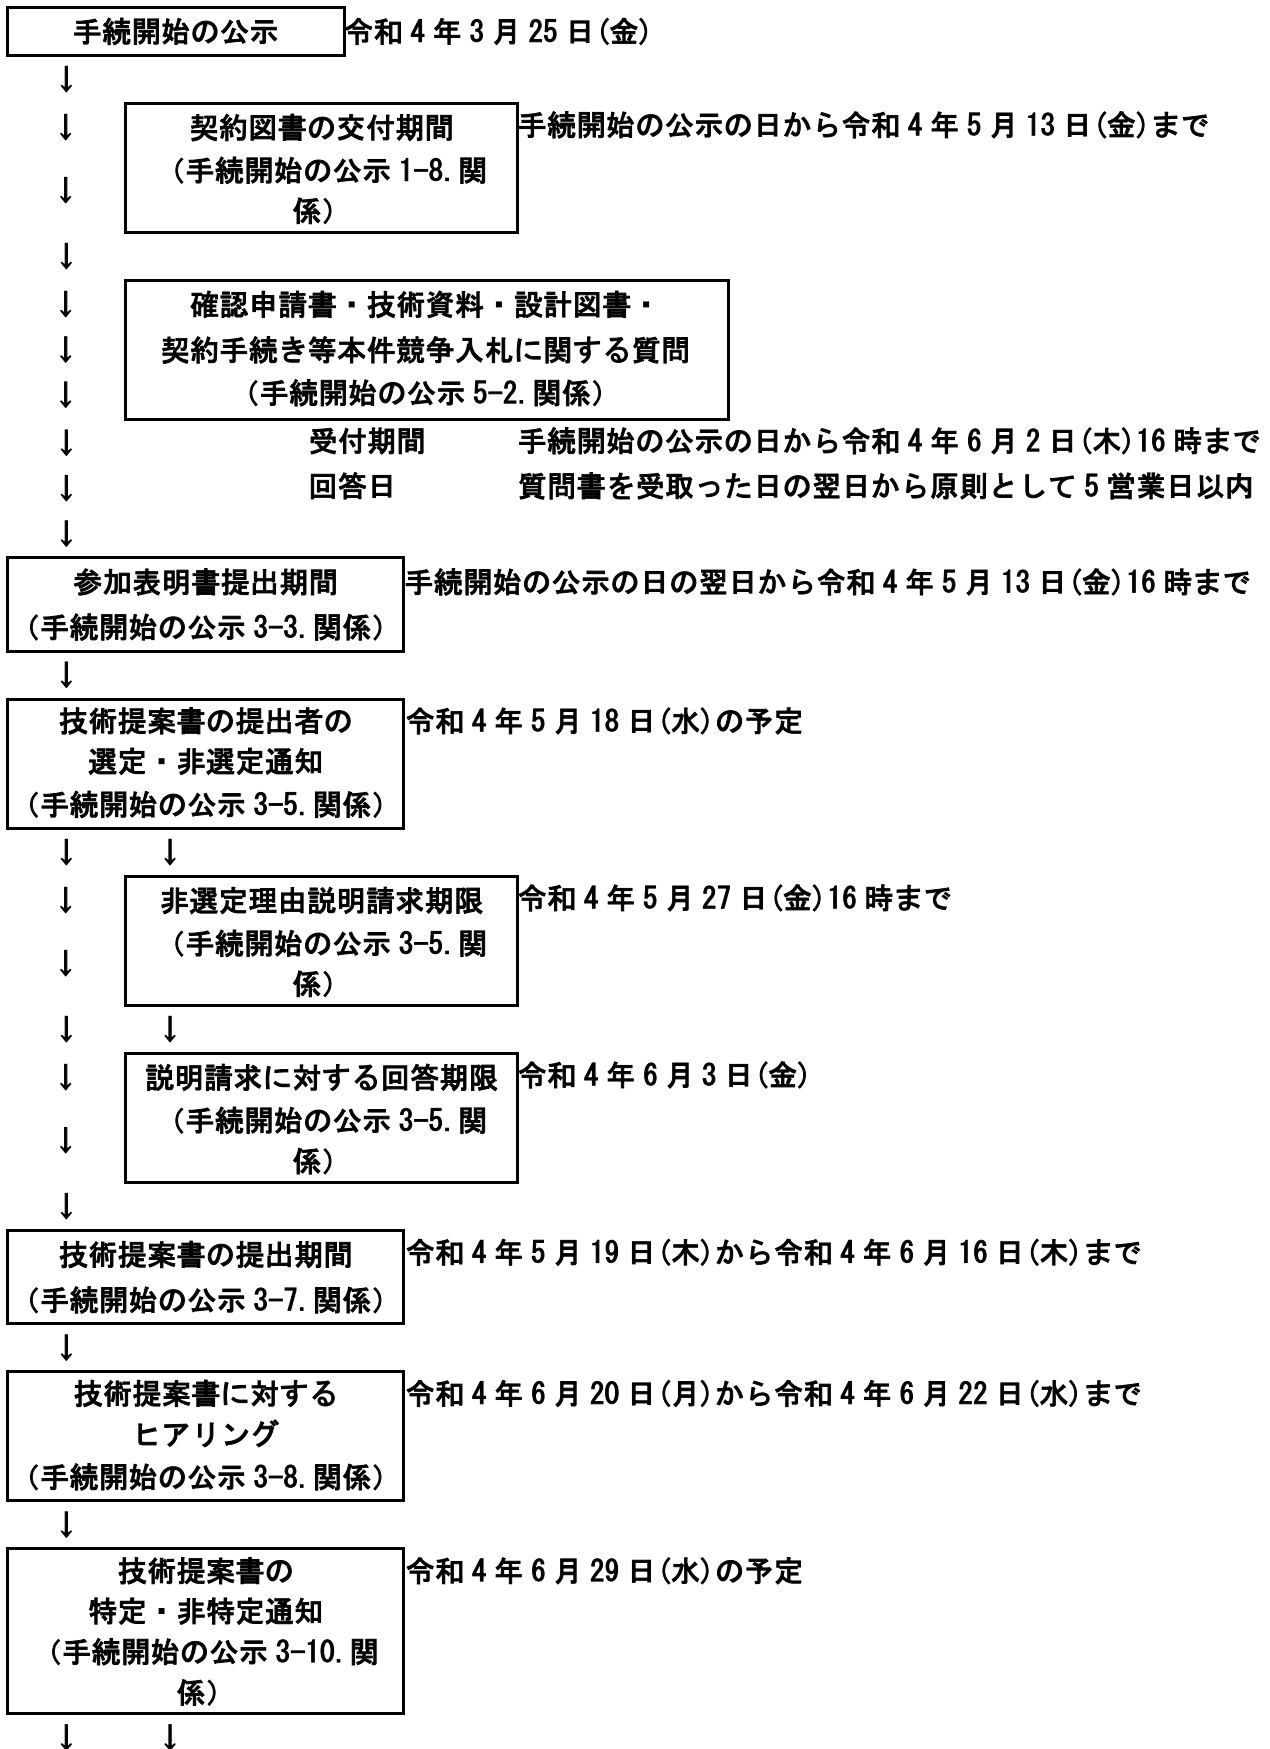 手続開始の公示 令和4年3月25日(金)
↓
↓ 契約図書の交付期間 手続開始の公示の日から令和4年5月13日(金)まで
(手続開始の公示1-8.関
↓
係)
↓
↓ 確認申請書・技術資料・設計図書・
↓ 契約手続き等本件競争入札に関する質問
↓ (手続開始の公示5-2.関係)
↓ 受付期間 手続開始の公示の日から令和4年6月2日(木)16時まで
↓ 回答日 質問書を受取った日の翌日から原則として5営業日以内
↓
参加表明書提出期間 手続開始の公示の日の翌日から令和4年5月13日(金)16時まで
(手続開始の公示3-3.関係)
↓
技術提案書の提出者の 令和4年5月18日(水)の予定
選定・非選定通知
(手続開始の公示3-5.関係)
↓ ↓
↓ 非選定理由説明請求期限 令和4年5月27日(金)16時まで
(手続開始の公示3-5.関
↓
係)
↓ ↓
↓ 説明請求に対する回答期限 令和4年6月3日(金)
(手続開始の公示3-5.関
↓
係)
↓
技術提案書の提出期間 令和4年5月19日(木)から令和4年6月16日(木)まで
(手続開始の公示3-7.関係)
↓
技術提案書に対する 令和4年6月20日(月)から令和4年6月22日(水)まで
ヒアリング
(手続開始の公示3-8.関係)
↓
技術提案書の 令和4年6月29日(水)の予定
特定・非特定通知
(手続開始の公示3-10.関
係)
↓ ↓